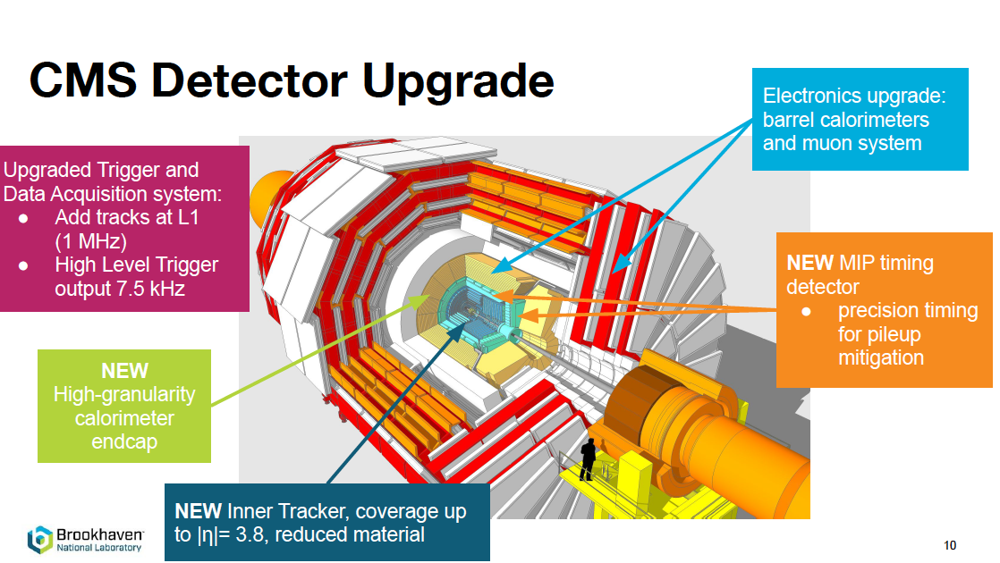 CMS Detector Upgrade
Electronics upgrade:
barrel calorimeters
and muon system
Upgraded Trigger and
Data Acquisition system:
● Add tracks at L1
(1 MHz)
● High Level Trigger
output 7.5 kHz
NEW MIP timing
detector
● precision timing
for pileup
mitigation
NEW
High-granularity
calorimeter
endcap
NEW Inner Tracker, coverage up
to |η|= 3.8, reduced material
Brookhaven
National Laboratory
10